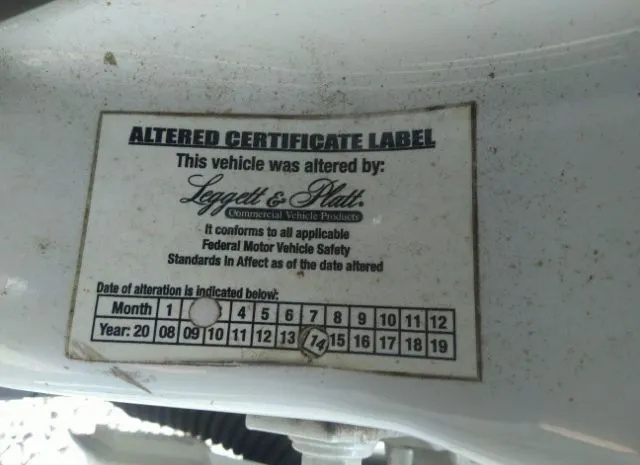 ALTERED CERTIFICATE LABEL
This vehicle was altered by:
Leggett & Platt
Commercial Vehicle Products
It conforms to all applicable
Federal Motor Vehicle Safety
Standards In Affect as of the date altered
Date of alteration is indicated below:
Month 1 4 5 6 7 8 9 10 11 12
Year: 20 08 09 10 11 12 13 14 15 16 17 18 19